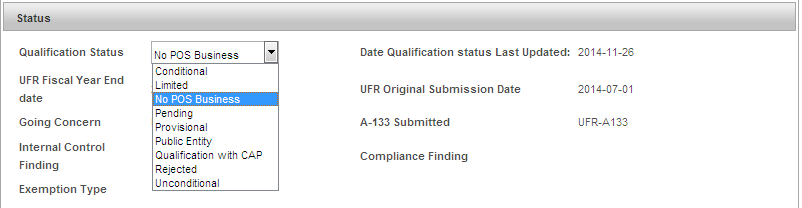 Status
Qualification Status
No POS Business
Conditional
Limited
No POS Business
Pending
Provisional
Public Entity
Qualification with CAP
Rejected
Unconditional
UFR Fiscal Year End
date
Going Concern
Internal Control
Finding
Exemption Type
Date Qualification status Last Updated: 2014-11-26
UFR Original Submission Date 2014-07-01
A-133 Submitted UFR-A133
Compliance Finding